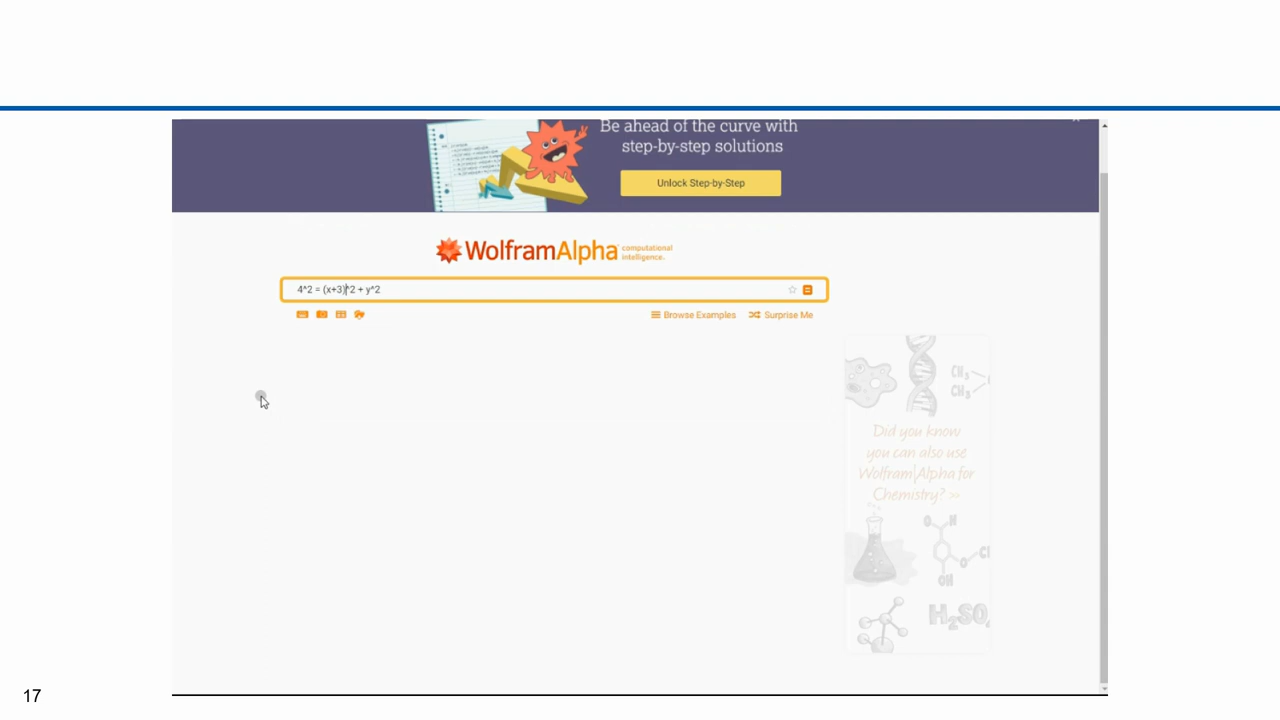 Be ahead of the curve with
step-by-step solutions
Unlock Step-by-Step
WolframAlpha computational
intelligence.
4^2 = (x+3)^2 + y^2
Browse Examples Surprise Me
CH₃
CH₃
Did you know
you can also use
Wolfram|Alpha for
Chemistry? >>
O H
O Cl
OH
H₂SO₄
17